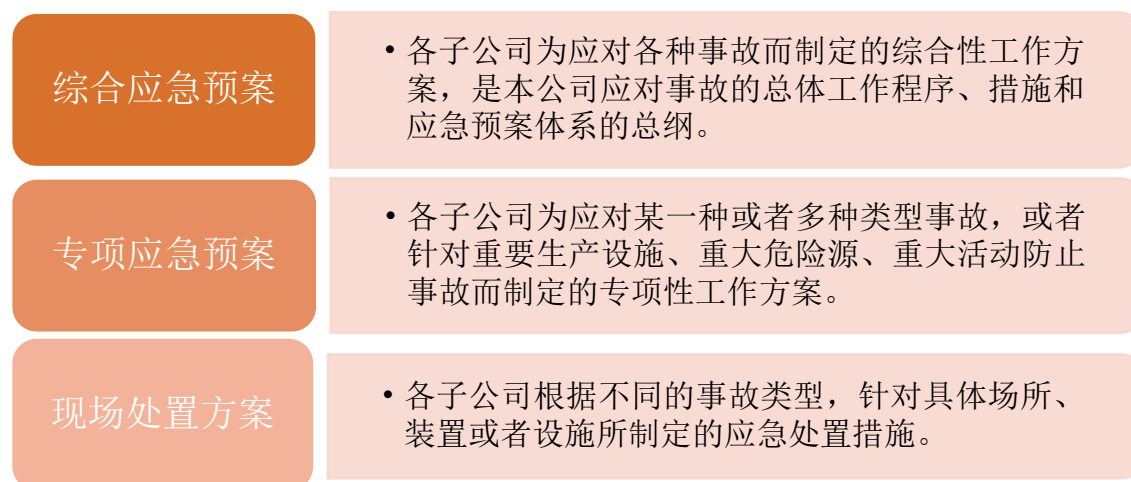 综合应急预案
•各子公司为应对各种事故而制定的综合性工作方
案，是本公司应对事故的总体工作程序、措施和
应急预案体系的总纲。
专项应急预案
•各子公司为应对某一种或者多种类型事故，或者
针对重要生产设施、重大危险源、重大活动防止
事故而制定的专项性工作方案。
现场处置方案
•各子公司根据不同的事故类型，针对具体场所、
装置或者设施所制定的应急处置措施。